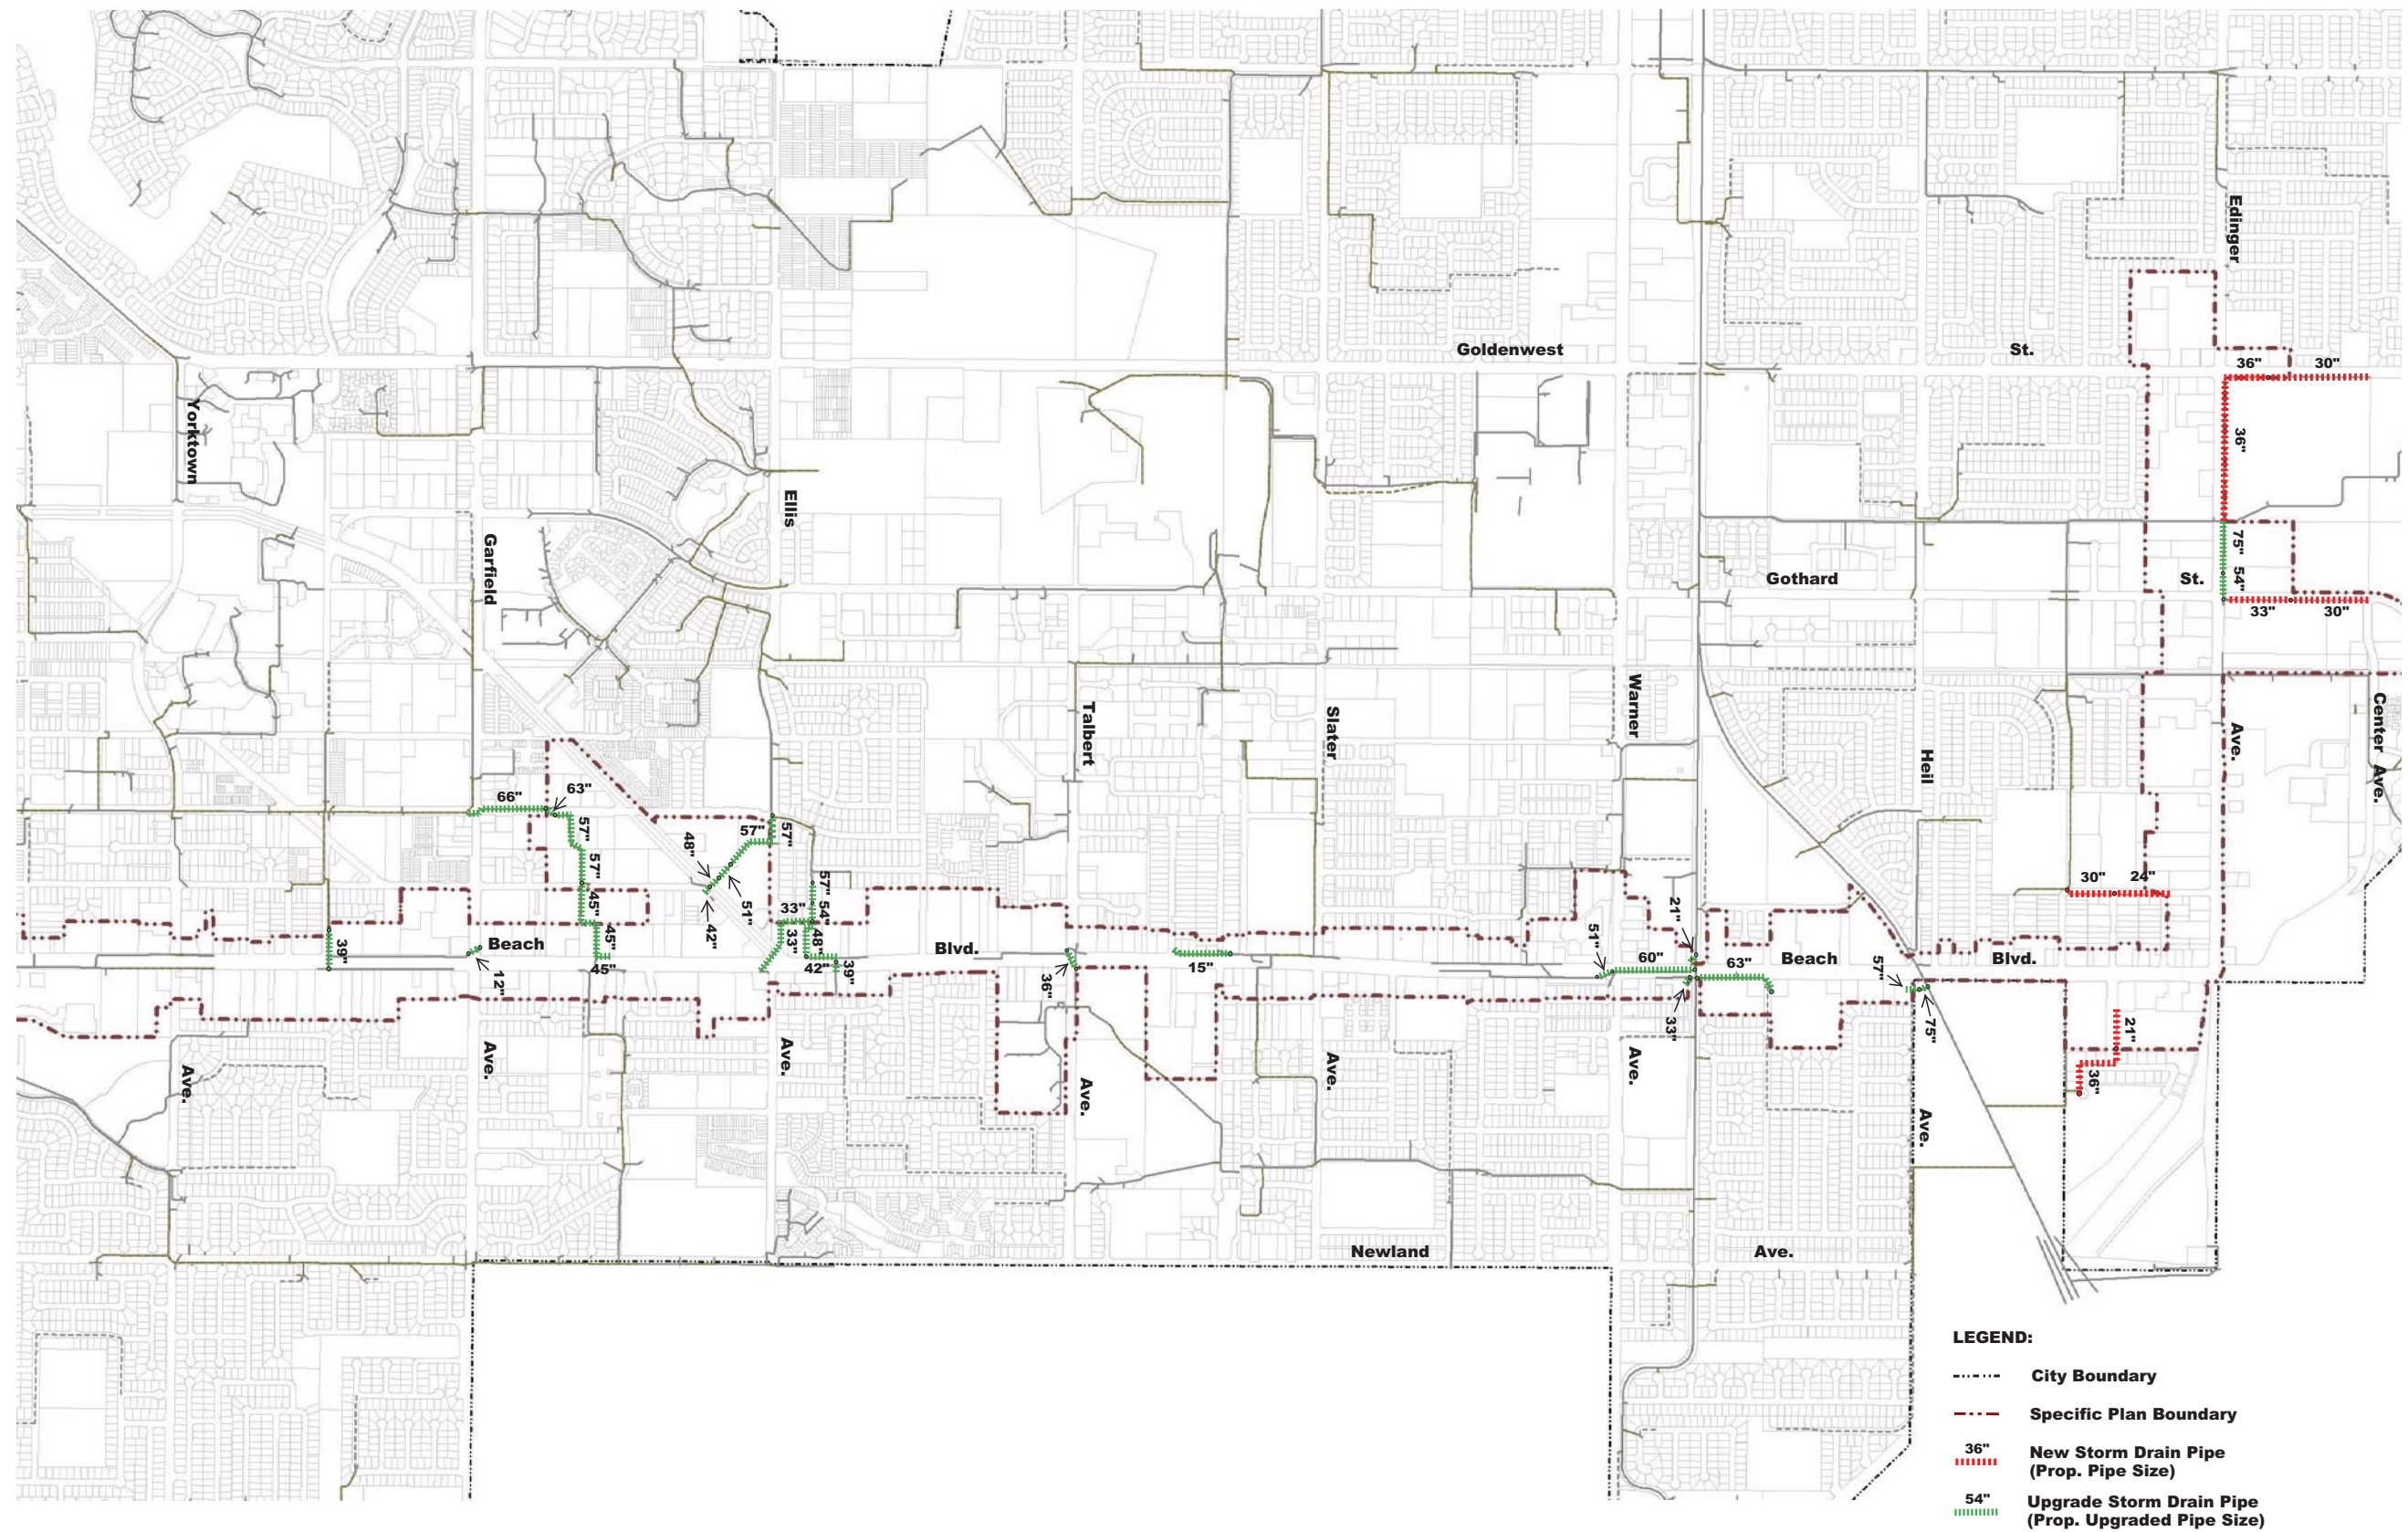 Edinger
Goldenwest
St.
36"
30"
Yorktown
36"
Ellis
Garfield
75"
54"
Gothard
St.
33"
30"
Talbert
Slater
Warner
Heil
Ave.
Center Ave.
66"
63"
57"
57"
45"
45"
45"
48"
57"
57"
51"
42"
57"
54"
33"
33"
48"
42"
39"
30"
24"
39"
Beach
12"
Blvd.
36"
15"
51"
21"
60"
63"
33"
Beach
Blvd.
57"
75"
21"
36"
Ave.
Ave.
Ave.
Ave.
Ave.
Ave.
Ave.
Newland
Ave.
LEGEND:
City Boundary
Specific Plan Boundary
36"
New Storm Drain Pipe
(Prop. Pipe Size)
54"
Upgrade Storm Drain Pipe
(Prop. Upgraded Pipe Size)